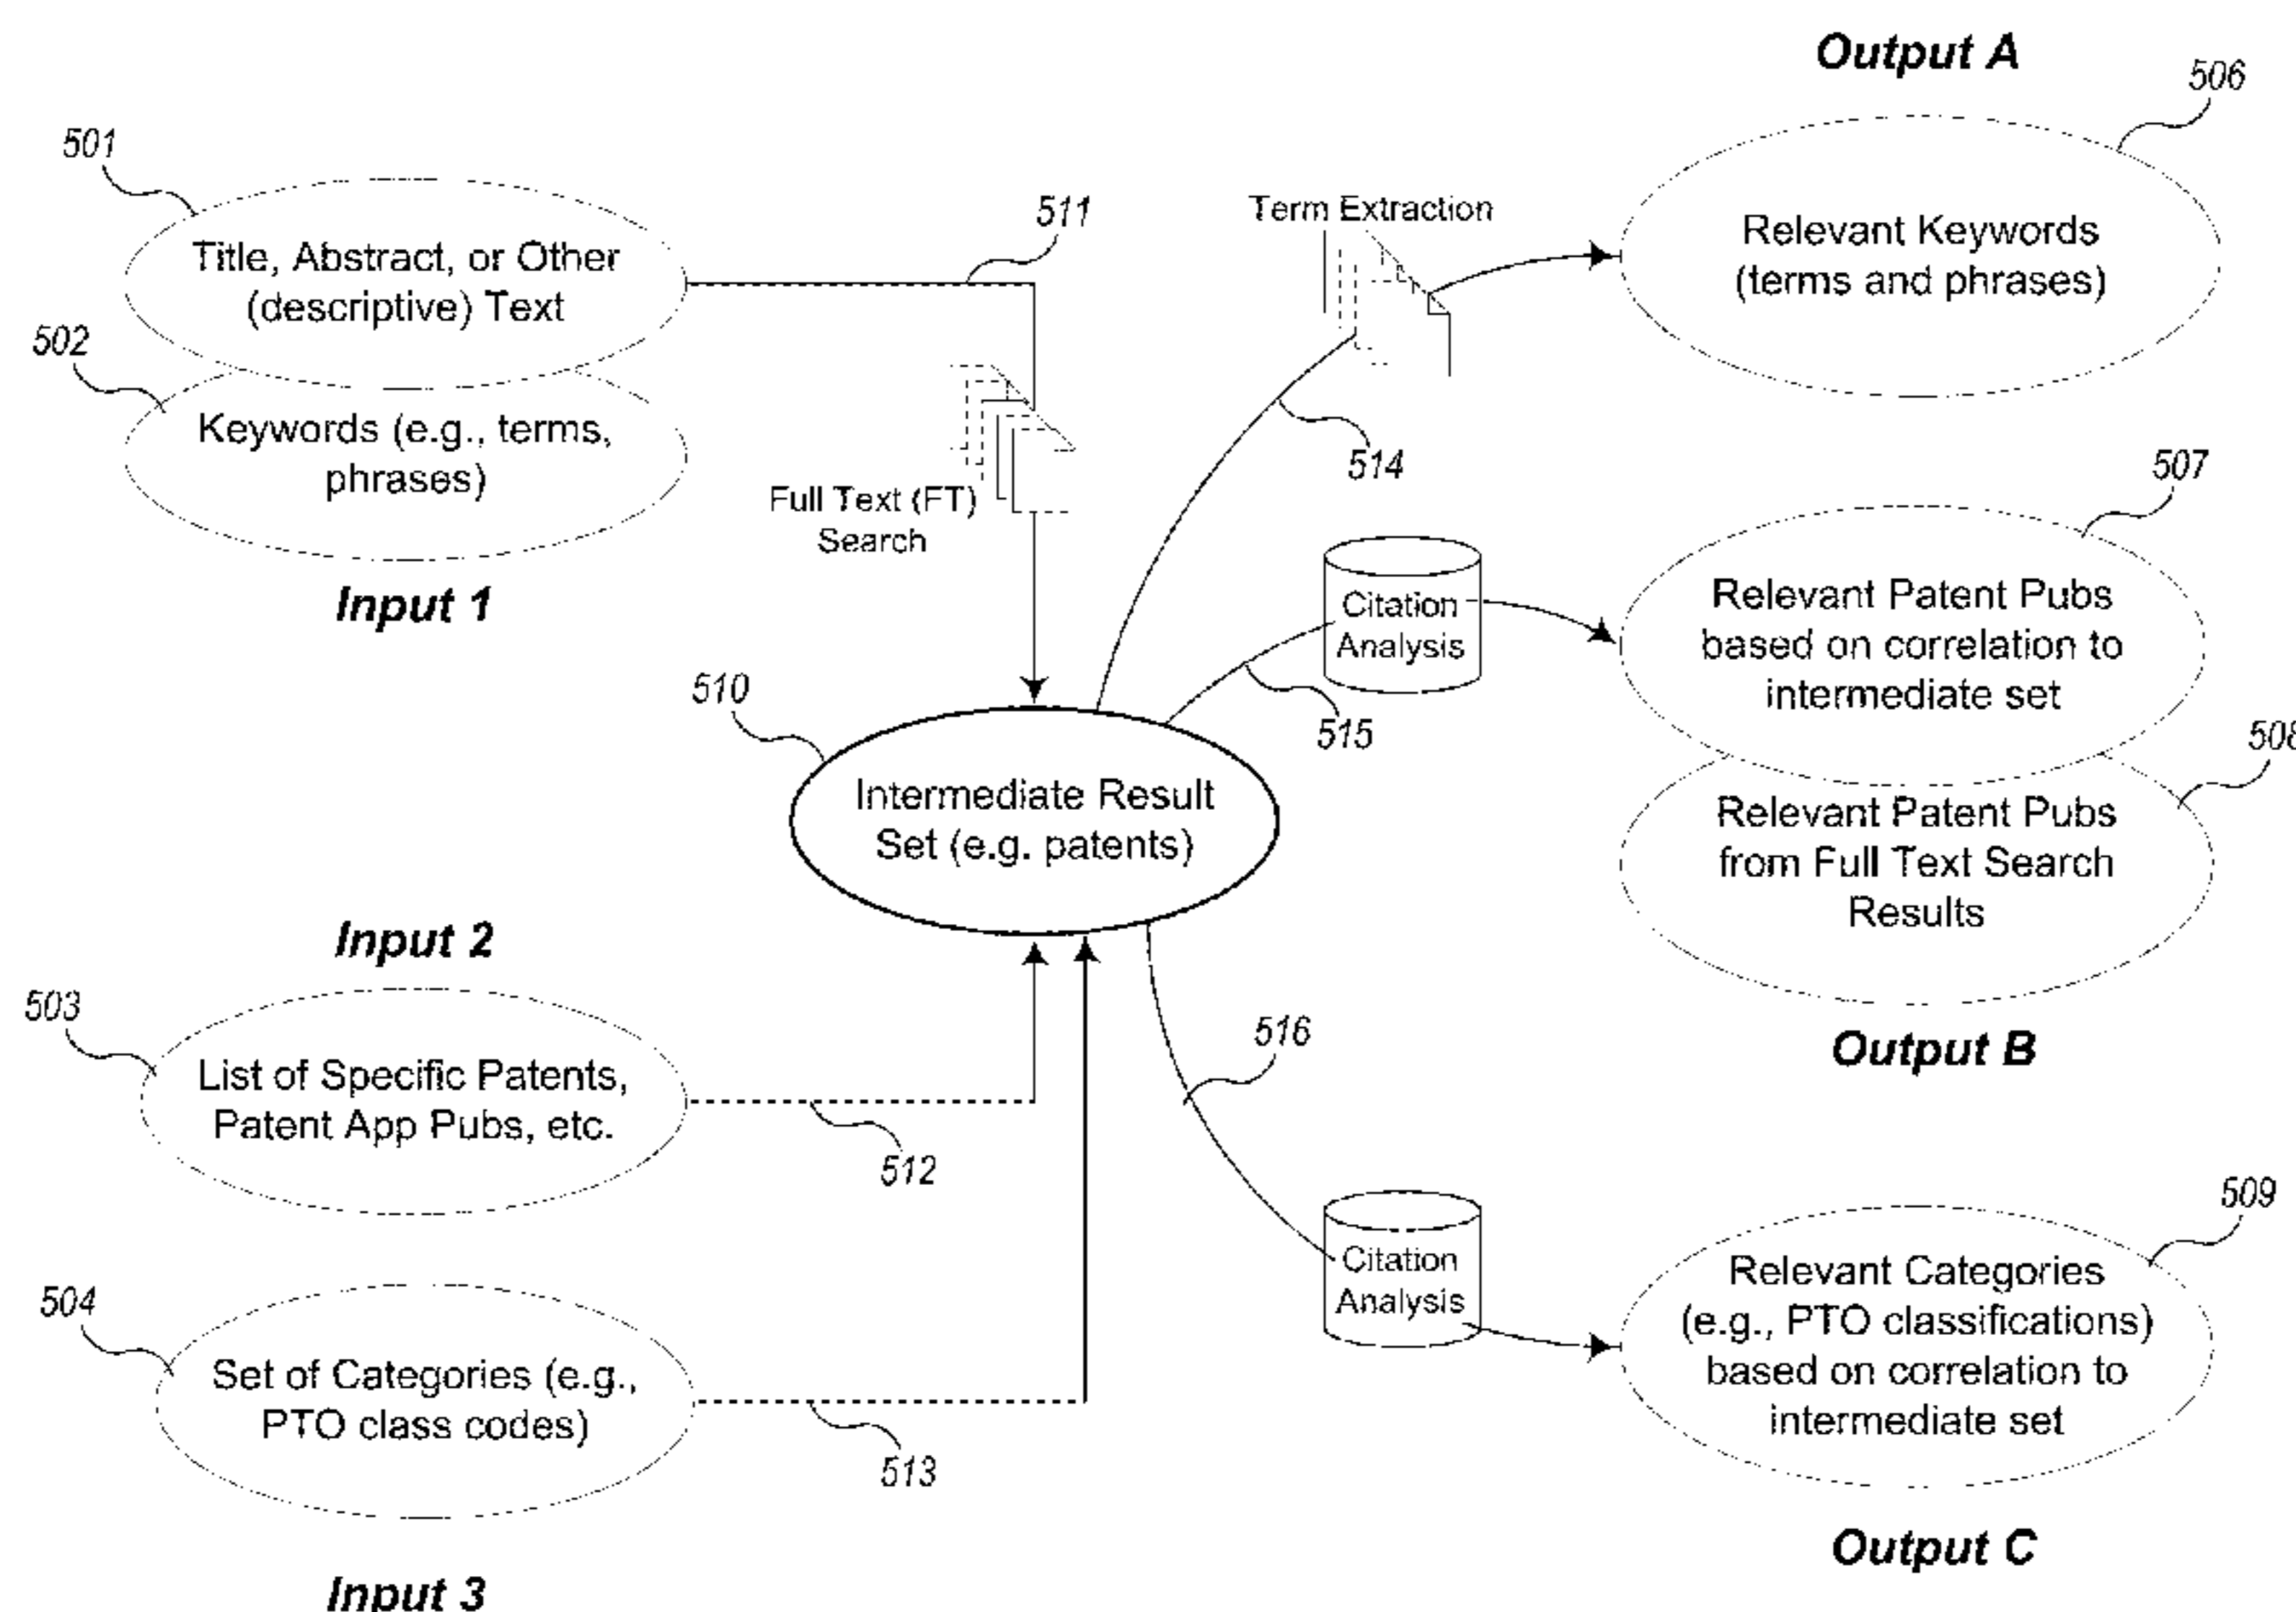 Output A
506
501
Title, Abstract, or Other
(descriptive) Text
511
Term Extraction
Relevant Keywords
(terms and phrases)
502
Keywords (e.g., terms,
phrases)
Full Text (FT)
Search
514
Input 1
507
Citation
Analysis
Relevant Patent Pubs
based on correlation to
intermediate set
515
508
510
Intermediate Result
Set (e.g. patents)
Relevant Patent Pubs
from Full Text Search
Results
Output B
Input 2
503
List of Specific Patents,
Patent App Pubs, etc.
512
516
504
Set of Categories (e.g.,
PTO class codes)
513
Input 3
Citation
Analysis
509
Relevant Categories
(e.g., PTO classifications)
based on correlation to
intermediate set
Output C